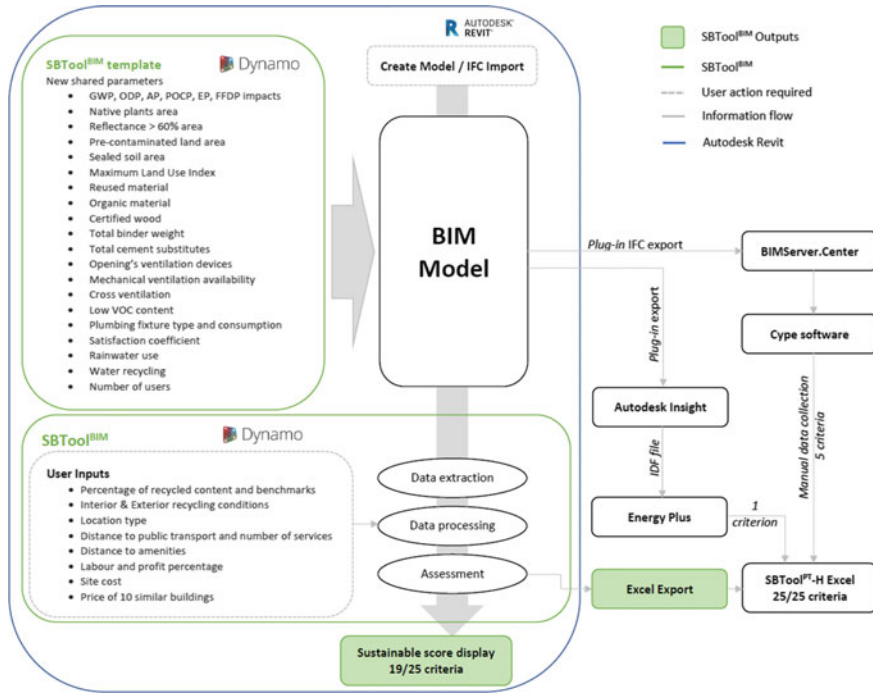 AUTODESK®
REVIT®
SBToolBIM template
Dynamo
New shared parameters
• GWP, ODP, AP, POCP, EP, FFDP impacts
• Native plants area
• Reflectance > 60% area
• Pre-contaminated land area
• Sealed soil area
• Maximum Land Use Index
• Reused material
• Organic material
• Certified wood
• Total binder weight
• Total cement substitutes
• Opening's ventilation devices
• Mechanical ventilation availability
• Cross ventilation
• Low VOC content
• Plumbing fixture type and consumption
• Satisfaction coefficient
• Rainwater use
• Water recycling
• Number of users
Create Model / IFC Import
BIM
Model
SBToolBIM Outputs
SBToolBIM
User action required
Information flow
Autodesk Revit
Plug-in IFC export
BIMServer.Center
Plug-in export
Cype software
Autodesk Insight
Manual data collection
5 criteria
IDF file
Energy Plus
1
criterion
SBToolBIM
Dynamo
User Inputs
• Percentage of recycled content and benchmarks
• Interior & Exterior recycling conditions
• Location type
• Distance to public transport and number of services
• Distance to amenities
• Labour and profit percentage
• Site cost
• Price of 10 similar buildings
Data extraction
Data processing
Assessment
Excel Export
SBToolPT-H Excel
25/25 criteria
Sustainable score display
19/25 criteria